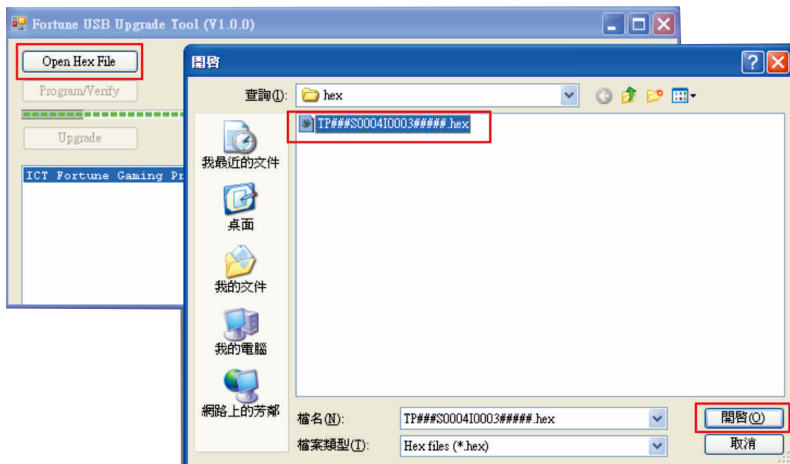 Fortune USB Upgrade Tool (V1.0.0)
Open Hex File
Program/Verify
Upgrade
ICT Fortune Gaming Pr
開啓
查詢(I):
hex
TP###S0004I0003#####.hex
我最近的文件
桌面
我的文件
我的電腦
網路上的芳鄰
檔名(N):
TP###S0004I0003#####.hex
開啓(O)
檔案類型(T):
Hex files (*.hex)
取消